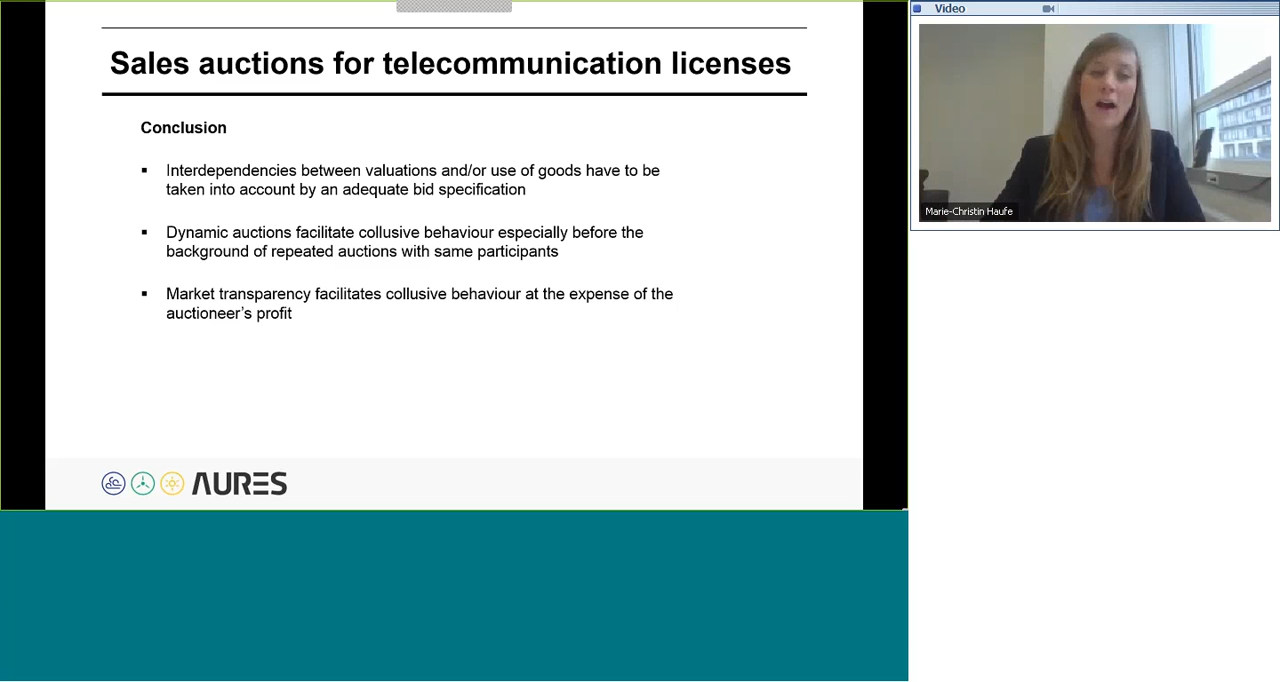 Sales auctions for telecommunication licenses
Conclusion
▪ Interdependencies between valuations and/or use of goods have to be
taken into account by an adequate bid specification
▪ Dynamic auctions facilitate collusive behaviour especially before the
background of repeated auctions with same participants
▪ Market transparency facilitates collusive behaviour at the expense of the
auctioneer’s profit
AURES
Video
Marie-Christin Haufe